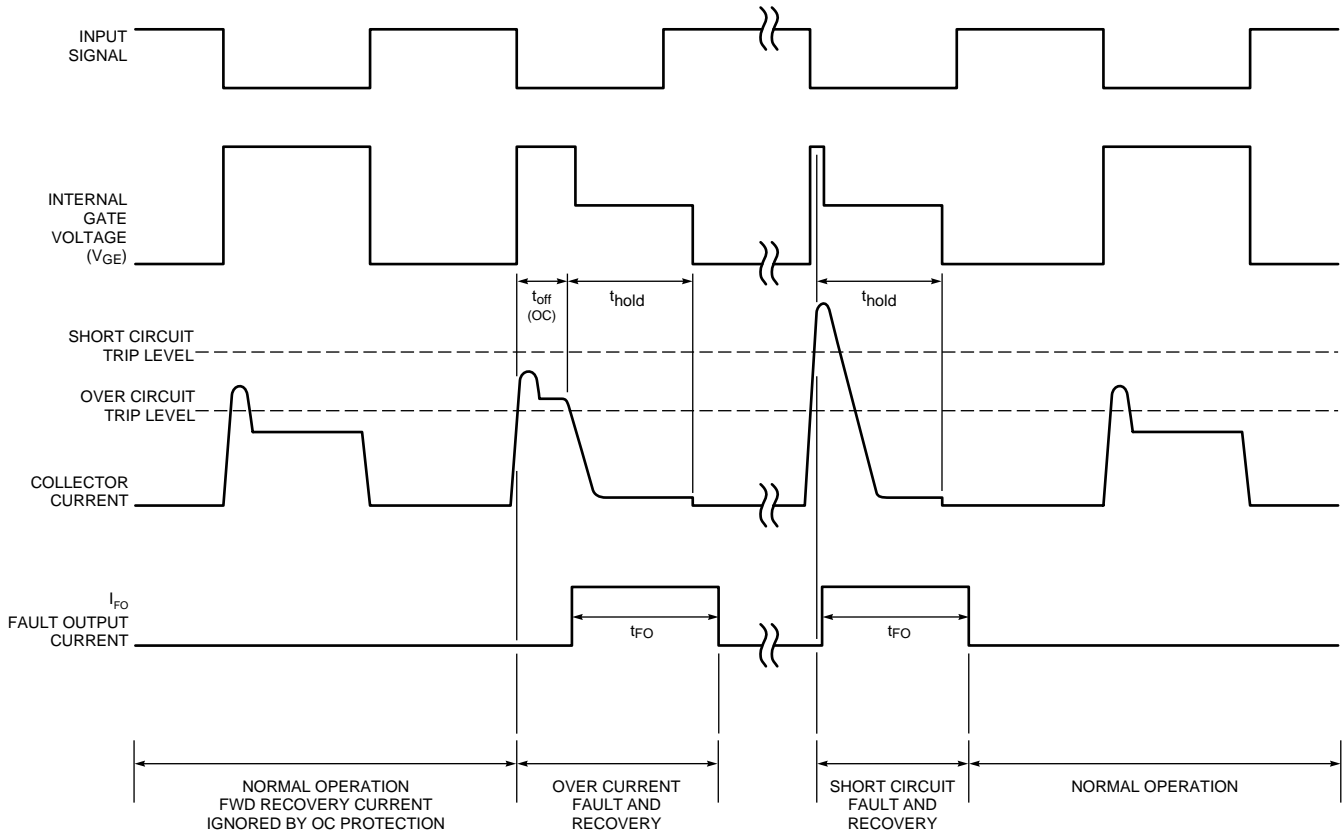 INPUT
SIGNAL
INTERNAL
GATE
VOLTAGE
(VGE)
toff
(OC)
thold
thold
SHORT CIRCUIT
TRIP LEVEL
OVER CIRCUIT
TRIP LEVEL
COLLECTOR
CURRENT
IFO
FAULT OUTPUT
CURRENT
tFO
tFO
NORMAL OPERATION
FWD RECOVERY CURRENT
IGNORED BY OC PROTECTION
OVER CURRENT
FAULT AND
RECOVERY
SHORT CIRCUIT
FAULT AND
RECOVERY
NORMAL OPERATION